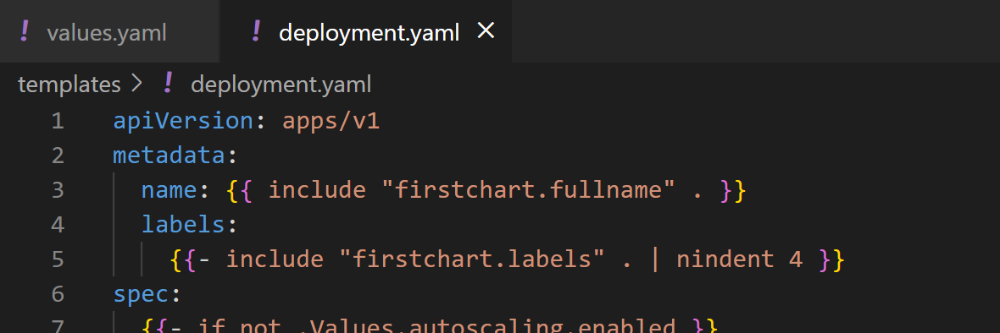 ! values.yaml ! deployment.yaml ×
templates > ! deployment.yaml
1 apiVersion: apps/v1
2 metadata:
3   name: {{ include "firstchart.fullname" . }}
4   labels:
5     {{- include "firstchart.labels" . | nindent 4 }}
6 spec:
7   {{- if not .Values.autoscaling.enabled }}